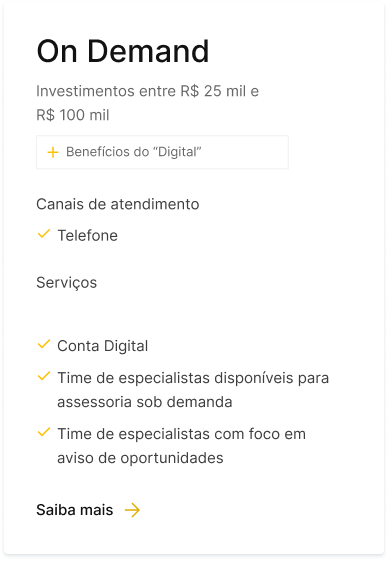 On Demand
Investimentos entre R$ 25 mil e
R$ 100 mil
Benefícios do “Digital”
Canais de atendimento
Telefone
Serviços
Conta Digital
Time de especialistas disponíveis para
assessoria sob demanda
Time de especialistas com foco em
aviso de oportunidades
Saiba mais